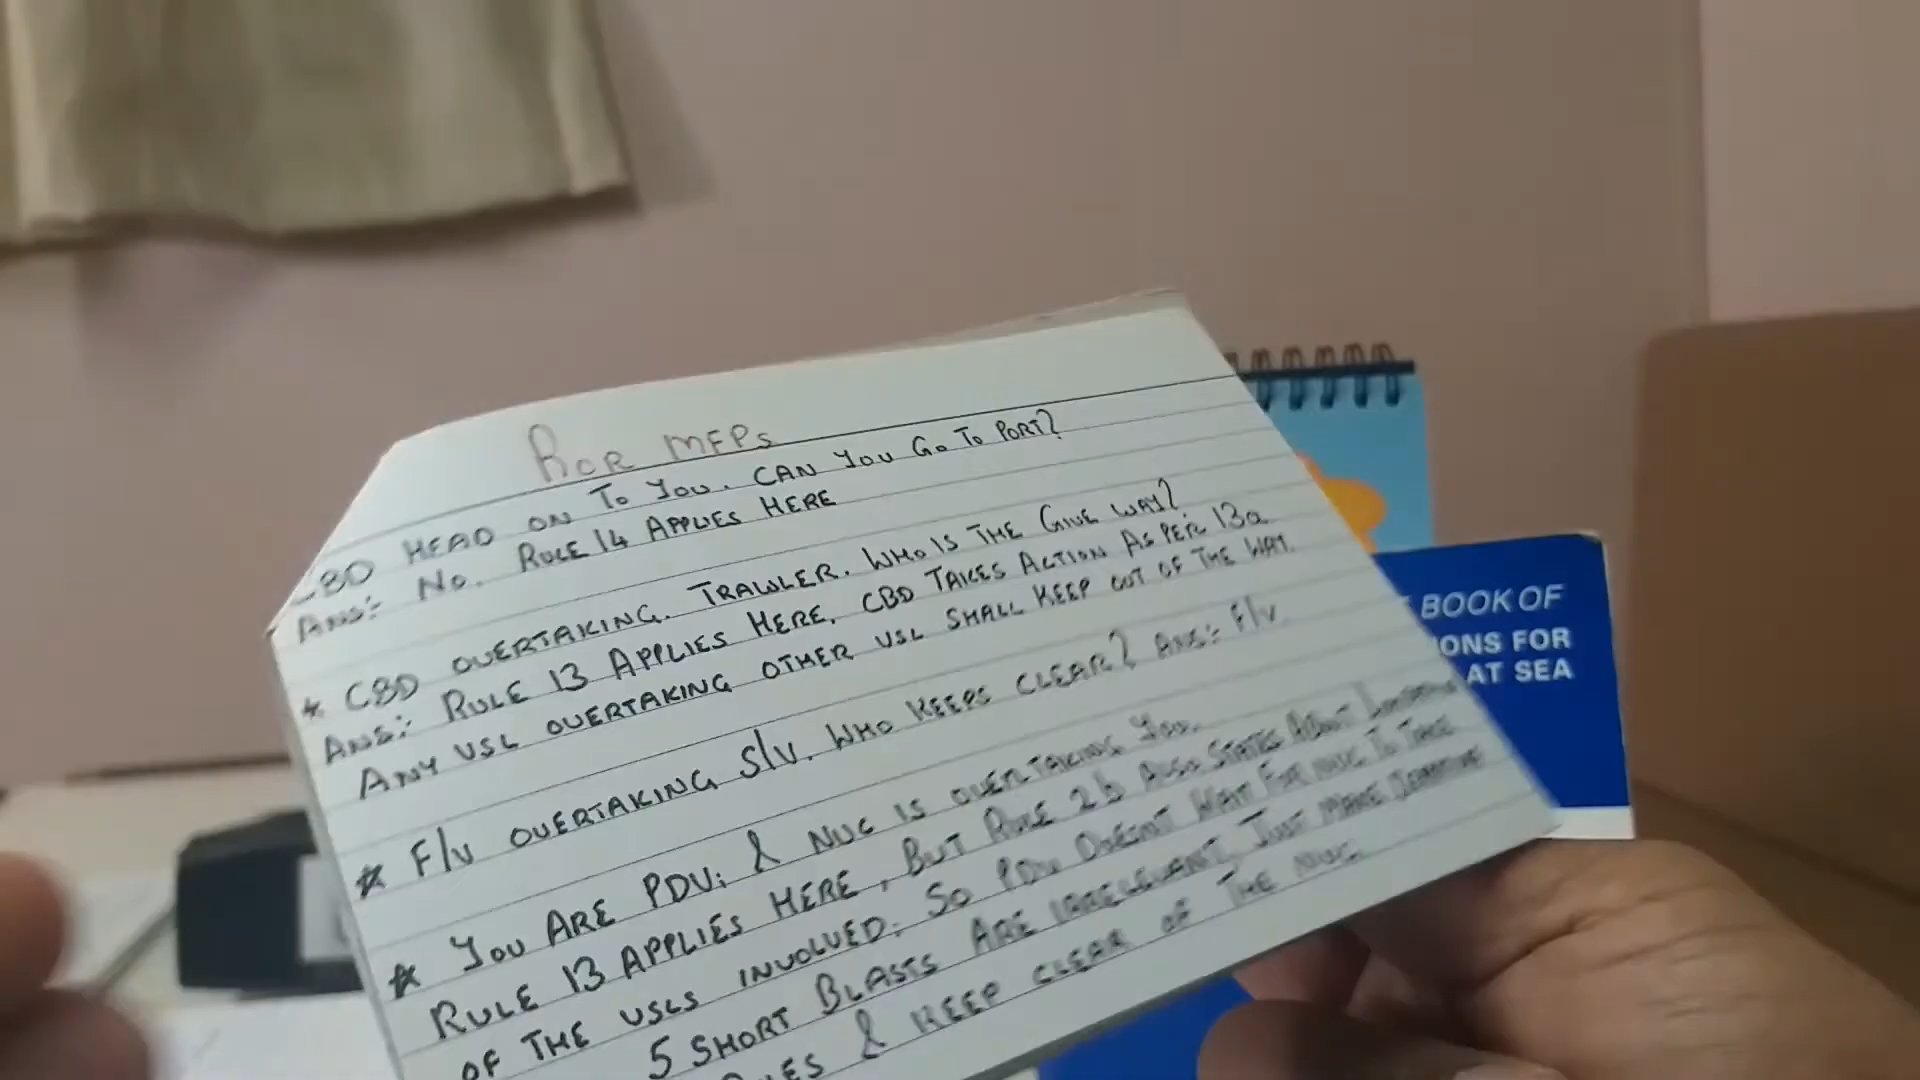 ROR MFPs
CBD HEAD ON TO YOU. CAN YOU GO TO PORT?
ANS:- NO. RULE 14 APPLIES HERE
* CBD OVERTAKING. TRAWLER. WHO IS THE GIVE WAY?
ANS:- RULE 13 APPLIES HERE. CBD TAKES ACTION AS PER 13a
ANY VSL OVERTAKING OTHER VSL SHALL KEEP OUT OF THE WAY.
* F/V OVERTAKING S/V. WHO KEEPS CLEAR? ANS:- F/V.
* YOU ARE PDV; & NUC IS OVERTAKING YOU.
RULE 13 APPLIES HERE, BUT RULE 2b ALSO STATES ABOUT LIMITATIONS
OF THE VSLS INVOLVED. SO PDV DOESNT WAIT FOR NUC TO TAKE
5 SHORT BLASTS ARE IRRELEVANT, JUST MAKE
& KEEP CLEAR OF THE NUC.
BOOK OF
IONS FOR
AT SEA